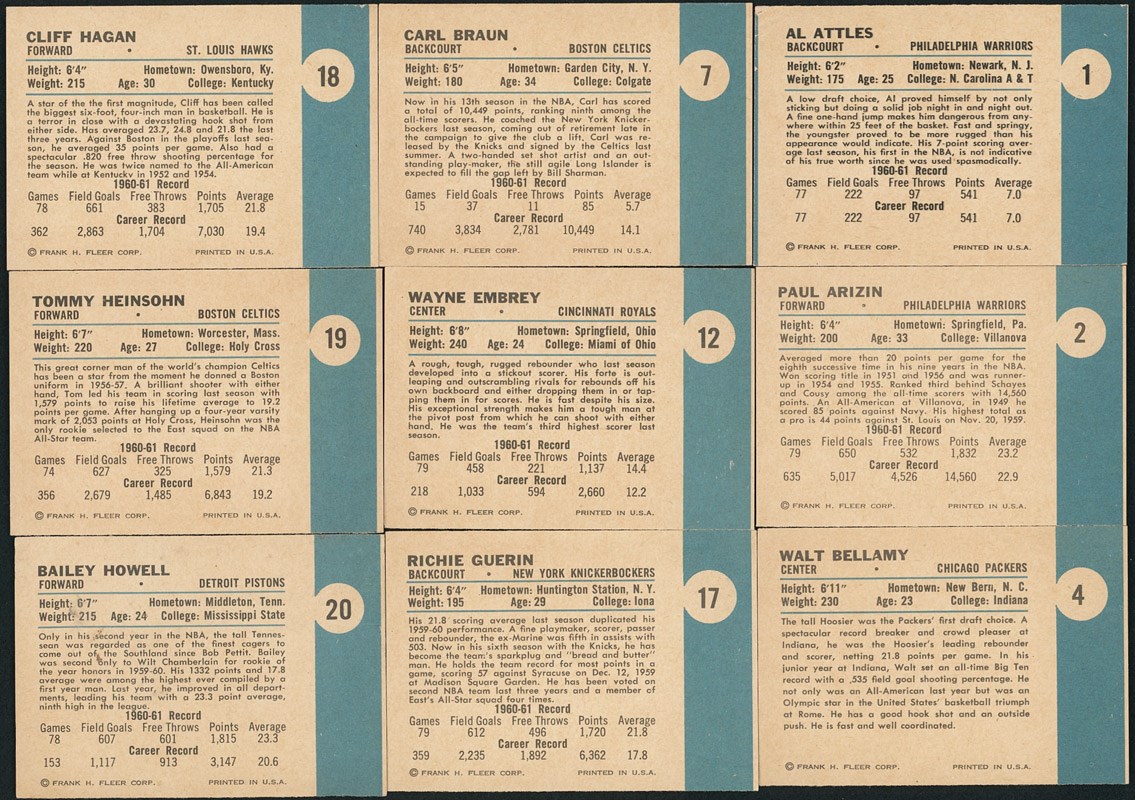 CLIFF HAGAN
FORWARD • ST. LOUIS HAWKS
Height: 6'4" Hometown: Owensboro, Ky.
Weight: 215 Age: 30 College: Kentucky
18
A star of the the first magnitude, Cliff has been called
the biggest six-foot, four-inch man in basketball. He is
a terror in close with a devastating hook shot from
either side. Has averaged 23.7, 24.8 and 21.8 the last
three years. Against Boston in the playoffs last sea-
son, he averaged 35 points per game. Also had a
spectacular .820 free throw shooting percentage for
the season. He was twice named to the All-American
team while at Kentucky in 1952 and 1954.
1960-61 Record
Games Field Goals Free Throws Points Average
78 661 383 1,705 21.8
Career Record
362 2,863 1,704 7,030 19.4
© FRANK H. FLEER CORP. PRINTED IN U.S.A.
CARL BRAUN
BACKCOURT • BOSTON CELTICS
Height: 6'5" Hometown: Garden City, N. Y.
Weight: 180 Age: 34 College: Colgate
7
Now in his 13th season in the NBA, Carl has scored
a total of 10,449 points, ranking ninth among the
all-time scorers. He coached the New York Knicker-
bockers last season, coming out of retirement late in
the campaign to give the club a lift. Carl was re-
leased by the Knicks and signed by the Celtics last
summer. A two-handed set shot artist and an out-
standing play-maker, the still agile Long Islander is
expected to fill the gap left by Bill Sharman.
1960-61 Record
Games Field Goals Free Throws Points Average
15 37 11 85 5.7
Career Record
740 3,834 2,781 10,449 14.1
© FRANK H. FLEER CORP. PRINTED IN U.S.A.
AL ATTLES
BACKCOURT • PHILADELPHIA WARRIORS
Height: 6'2" Hometown: Newark, N. J.
Weight: 175 Age: 25 College: N. Carolina A & T
1
A low draft choice, Al proved himself by not only
sticking but doing a solid job night in and night out.
A fine one-hand jump makes him dangerous from any-
where within 25 feet of the basket. Fast and springy,
the youngster proved to be more rugged than his
appearance would indicate. His 7-point scoring aver-
age last season, his first in the NBA, is not indicative
of his true worth since he was used spasmodically.
1960-61 Record
Games Field Goals Free Throws Points Average
77 222 97 541 7.0
Career Record
77 222 97 541 7.0
© FRANK H. FLEER CORP. PRINTED IN U.S.A.
TOMMY HEINSOHN
FORWARD • BOSTON CELTICS
Height: 6'7" Hometown: Worcester, Mass.
Weight: 220 Age: 27 College: Holy Cross
19
This great corner man of the world's champion Celtics
has been a star from the moment he donned a Boston
uniform in 1956-57. A brilliant shooter with either
hand, Tom led his team in scoring last season with
1,579 points to raise his lifetime average to 19.2
points per game. After hanging up a four-year varsity
mark of 2,053 points at Holy Cross, Heinsohn was the
only rookie selected to the East squad on the NBA
All-Star team.
1960-61 Record
Games Field Goals Free Throws Points Average
74 627 325 1,579 21.3
Career Record
356 2,679 1,485 6,843 19.2
© FRANK H. FLEER CORP. PRINTED IN U.S.A.
WAYNE EMBREY
CENTER • CINCINNATI ROYALS
Height: 6'8" Hometown: Springfield, Ohio
Weight: 240 Age: 24 College: Miami of Ohio
12
A rough, tough, rugged rebounder who last season
developed into a stickout scorer. His forte is out-
leaping and outscrambling rivals for rebounds off his
own backboard and either dropping them in or tap-
ping them in for scores. He is fast despite his size.
His exceptional strength makes him a tough man at
the pivot post from which he can shoot with either
hand. He was the team's third highest scorer last
season.
1960-61 Record
Games Field Goals Free Throws Points Average
79 458 221 1,137 14.4
Career Record
218 1,033 594 2,660 12.2
© FRANK H. FLEER CORP. PRINTED IN U.S.A.
PAUL ARIZIN
FORWARD • PHILADELPHIA WARRIORS
Height: 6'4" Hometown: Springfield, Pa.
Weight: 200 Age: 33 College: Villanova
2
Averaged more than 20 points per game for the
eighth successive time in his nine years in the NBA.
Won scoring title in 1951 and 1956 and was runner-
up in 1954 and 1955. Ranked third behind Schayes
and Cousy among the all-time scorers with 14,560
points. An All-American at Villanova, in 1949 he
scored 85 points against Navy. His highest total as
a pro is 44 points against St. Louis on Nov. 20, 1959.
1960-61 Record
Games Field Goals Free Throws Points Average
79 650 532 1,832 23.2
Career Record
635 5,017 4,526 14,560 22.9
© FRANK H. FLEER CORP. PRINTED IN U.S.A.
BAILEY HOWELL
FORWARD • DETROIT PISTONS
Height: 6'7" Hometown: Middleton, Tenn.
Weight: 215 Age: 24 College: Mississippi State
20
Only in his second year in the NBA, the tall Tennes-
sean was regarded as one of the finest cagers to
come out of the Southland since Bob Pettit. Bailey
was second only to Wilt Chamberlain for rookie of
the year honors in 1959-60. His 1332 points and 17.8
average were among the highest ever compiled by a
first year man. Last year, he improved in all depart-
ments, leading his team with a 23.3 point average,
ninth high in the league.
1960-61 Record
Games Field Goals Free Throws Points Average
78 607 601 1,815 23.3
Career Record
153 1,117 913 3,147 20.6
© FRANK H. FLEER CORP. PRINTED IN U.S.A.
RICHIE GUERIN
BACKCOURT • NEW YORK KNICKERBOCKERS
Height: 6'4" Hometown: Huntington Station, N. Y.
Weight: 195 Age: 29 College: Iona
17
His 21.8 scoring average last season duplicated his
1959-60 performance. A fine playmaker, scorer, passer
and rebounder, the ex-Marine was fifth in assists with
503. Now in his sixth season with the Knicks, he has
become the team's sparkplug and "bread and butter"
man. He holds the team record for most points in a
game, scoring 57 against Syracuse on Dec. 12, 1959
at Madison Square Garden. He has been voted on
second NBA team last three years and a member of
East's All-Star squad four times.
1960-61 Record
Games Field Goals Free Throws Points Average
79 612 496 1,720 21.8
Career Record
359 2,235 1,892 6,362 17.8
© FRANK H. FLEER CORP. PRINTED IN U.S.A.
WALT BELLAMY
CENTER • CHICAGO PACKERS
Height: 6'11" Hometown: New Bern, N. C.
Weight: 230 Age: 23 College: Indiana
4
The tall Hoosier was the Packers' first draft choice. A
spectacular record breaker and crowd pleaser at
Indiana, he was the Hoosier's leading rebounder
and scorer, netting 21.8 points per game. In his
junior year at Indiana, Walt set an all-time Big Ten
record with a .535 field goal shooting percentage. He
not only was an All-American last year but was an
Olympic star in the United States' basketball triumph
at Rome. He has a good hook shot and an outside
push. He is fast and well coordinated.
© FRANK H. FLEER CORP. PRINTED IN U.S.A.